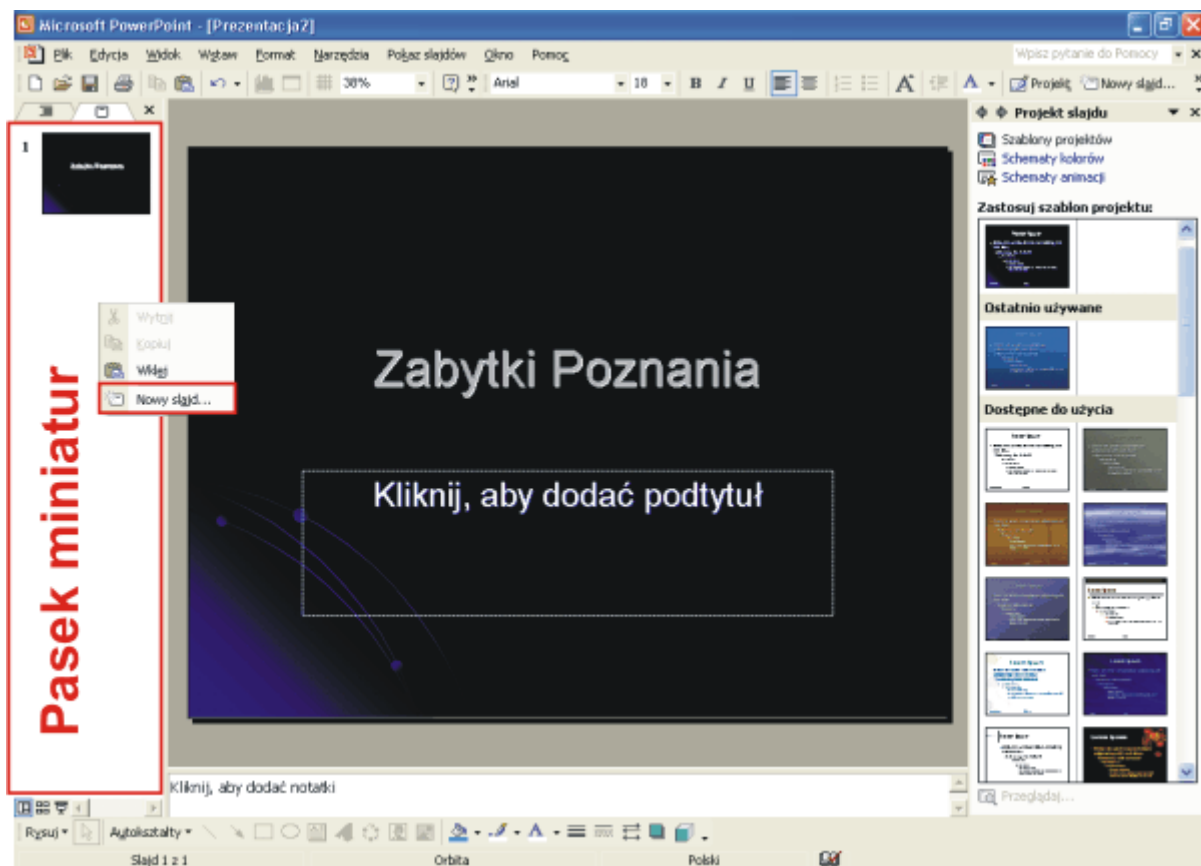 Microsoft PowerPoint - [Prezentacja2]
Plik Edycja Widok Wstaw Format Narzędzia Pokaz slajdów Okno Pomoc
Wpisz pytanie do Pomocy
38% Arial 18 B I U A A Projekt Nowy slajd...
Projekt slajdu
Szablony projektów
Schematy kolorów
Schematy animacji
Zastosuj szablon projektu:
Ostatnio używane
Dostępne do użycia
Przeglądaj...
1
Zabytki Poznania
Wytnij
Kopiuj
Wklej
Nowy slajd...
Pasek miniatur
Zabytki Poznania
Kliknij, aby dodać podtytuł
Kliknij, aby dodać notatki
Rysuj Autokształty A
Slajd 1 z 1 Orbita Polski